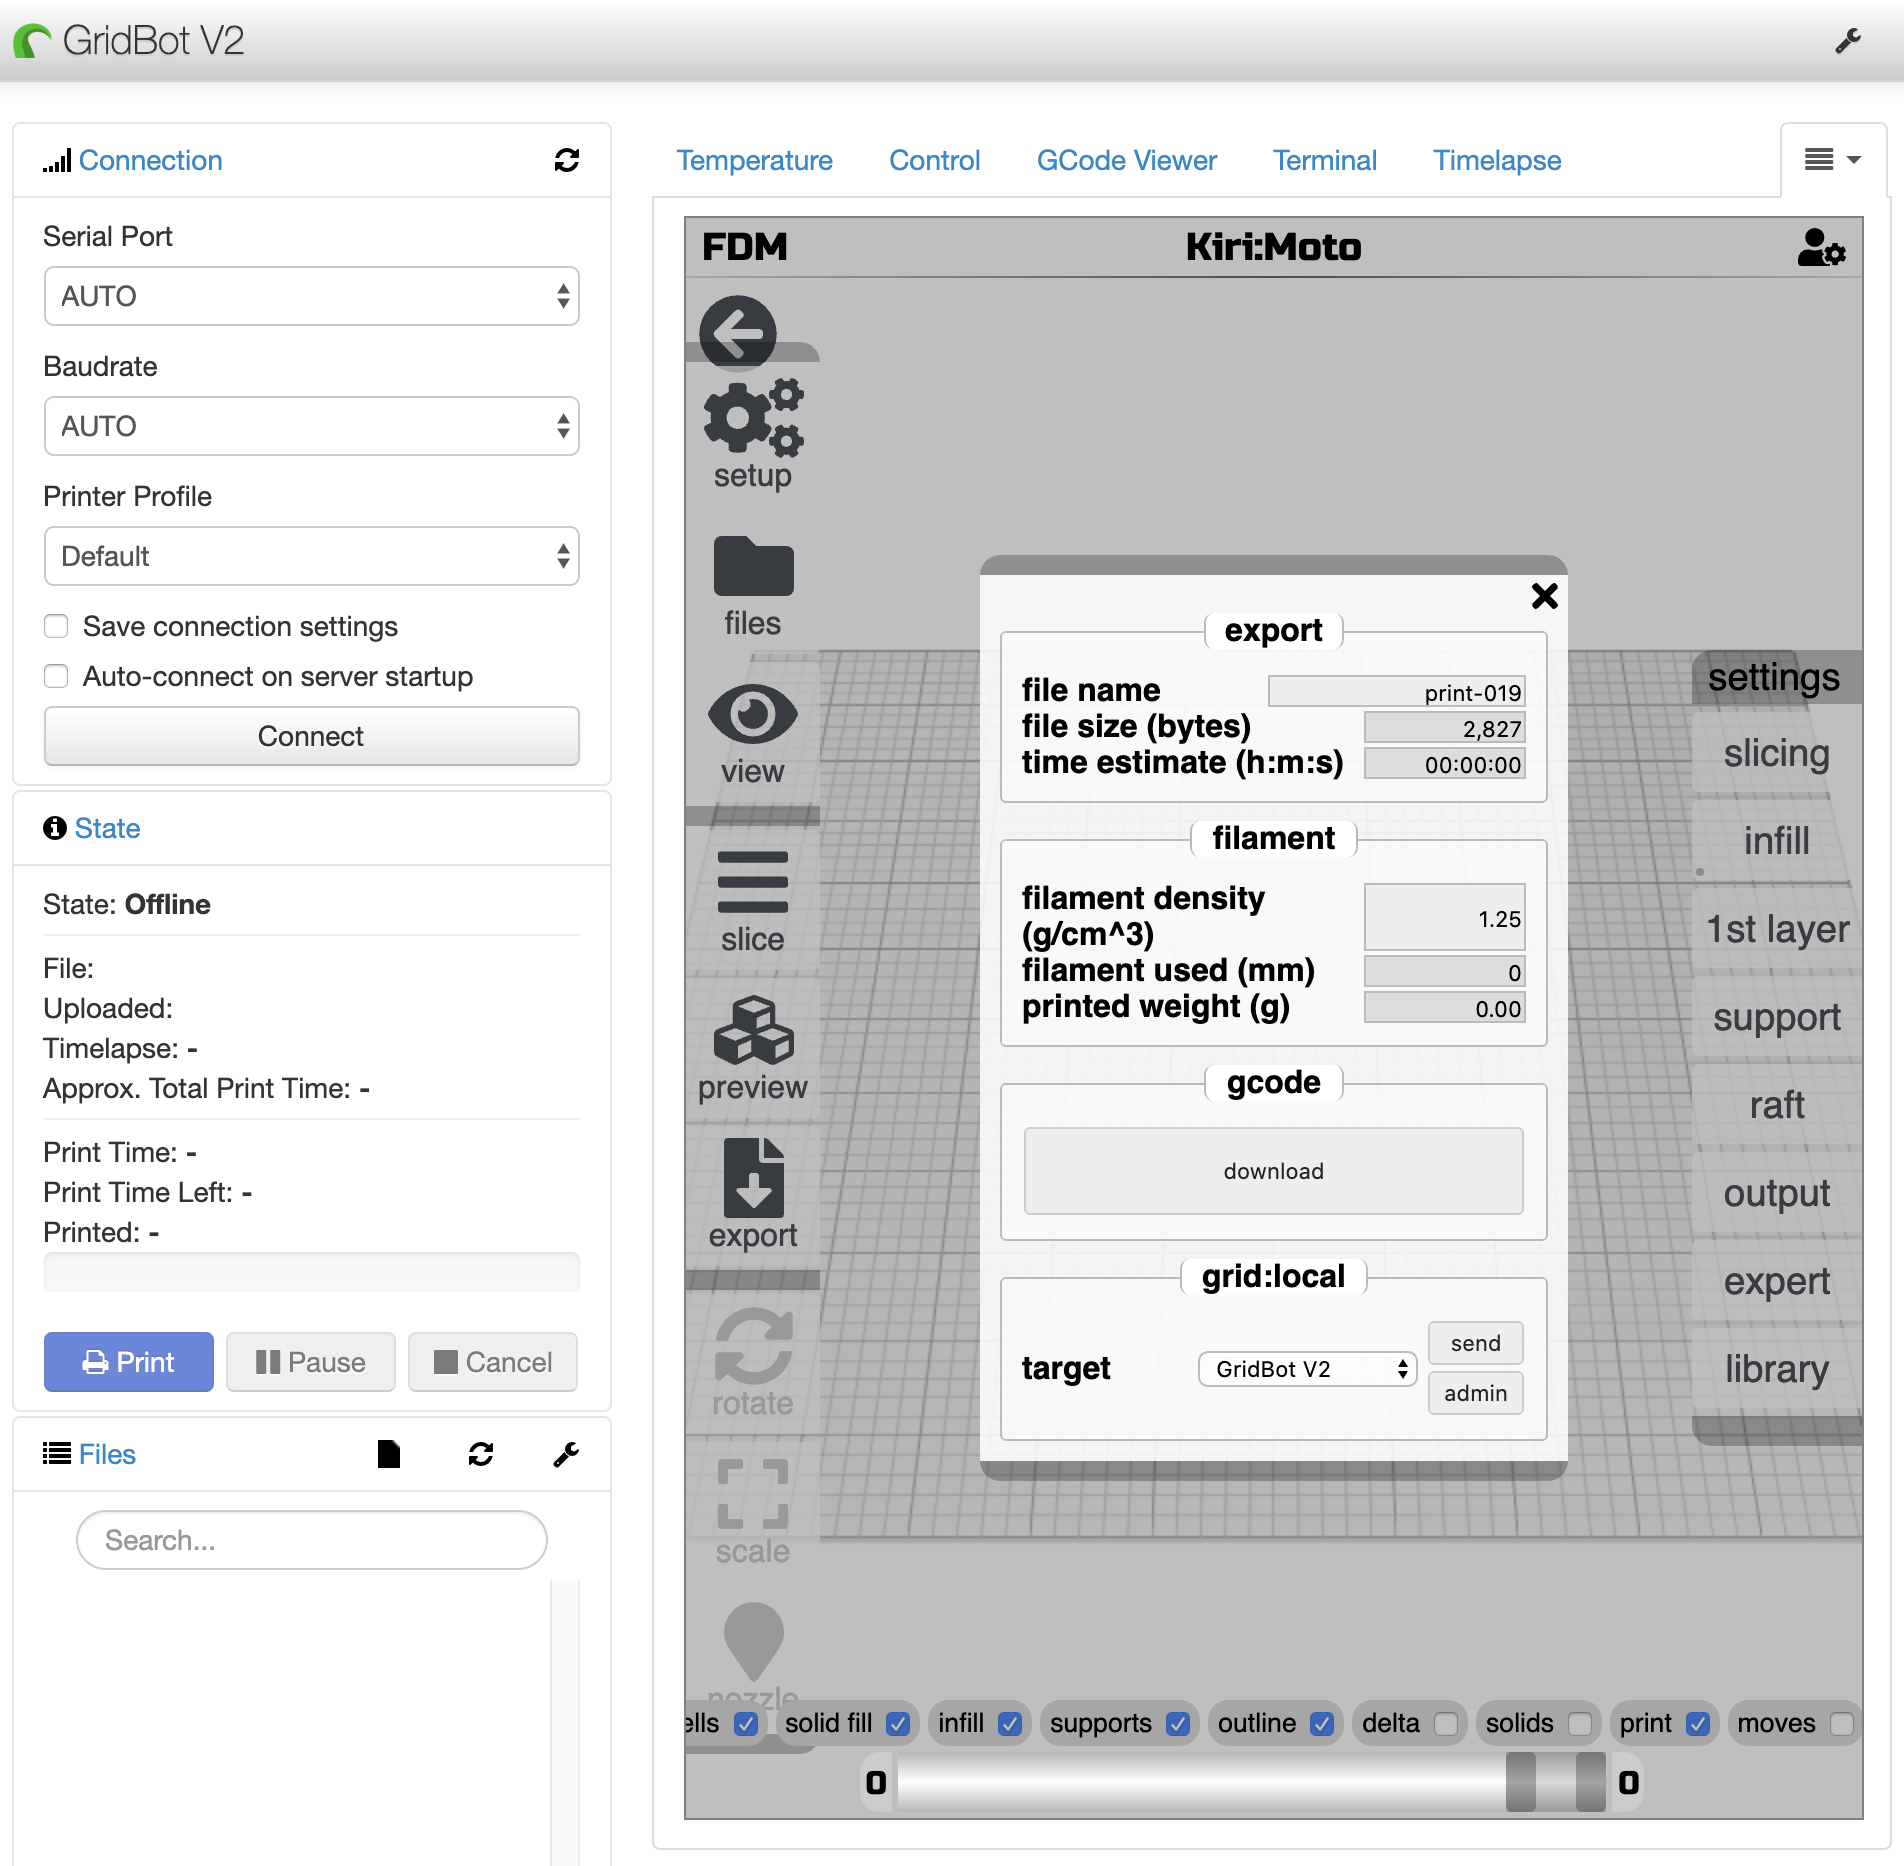 GridBot V2
Connection
Serial Port
AUTO
Baudrate
AUTO
Printer Profile
Default
Save connection settings
Auto-connect on server startup
Connect
State
State: Offline
File:
Uploaded:
Timelapse: -
Approx. Total Print Time: -
Print Time: -
Print Time Left: -
Printed: -
Print
Pause
Cancel
Files
Search...
Temperature
Control
GCode Viewer
Terminal
Timelapse
FDM
Kiri:Moto
setup
files
view
slice
preview
export
rotate
scale
nozzle
export
file name
print-019
file size (bytes)
2,827
time estimate (h:m:s)
00:00:00
filament
filament density
(g/cm^3)
1.25
filament used (mm)
0
printed weight (g)
0.00
gcode
download
grid:local
target
GridBot V2
send
admin
settings
slicing
infill
1st layer
support
raft
output
expert
library
ells
solid fill
infill
supports
outline
delta
solids
print
moves
0
0